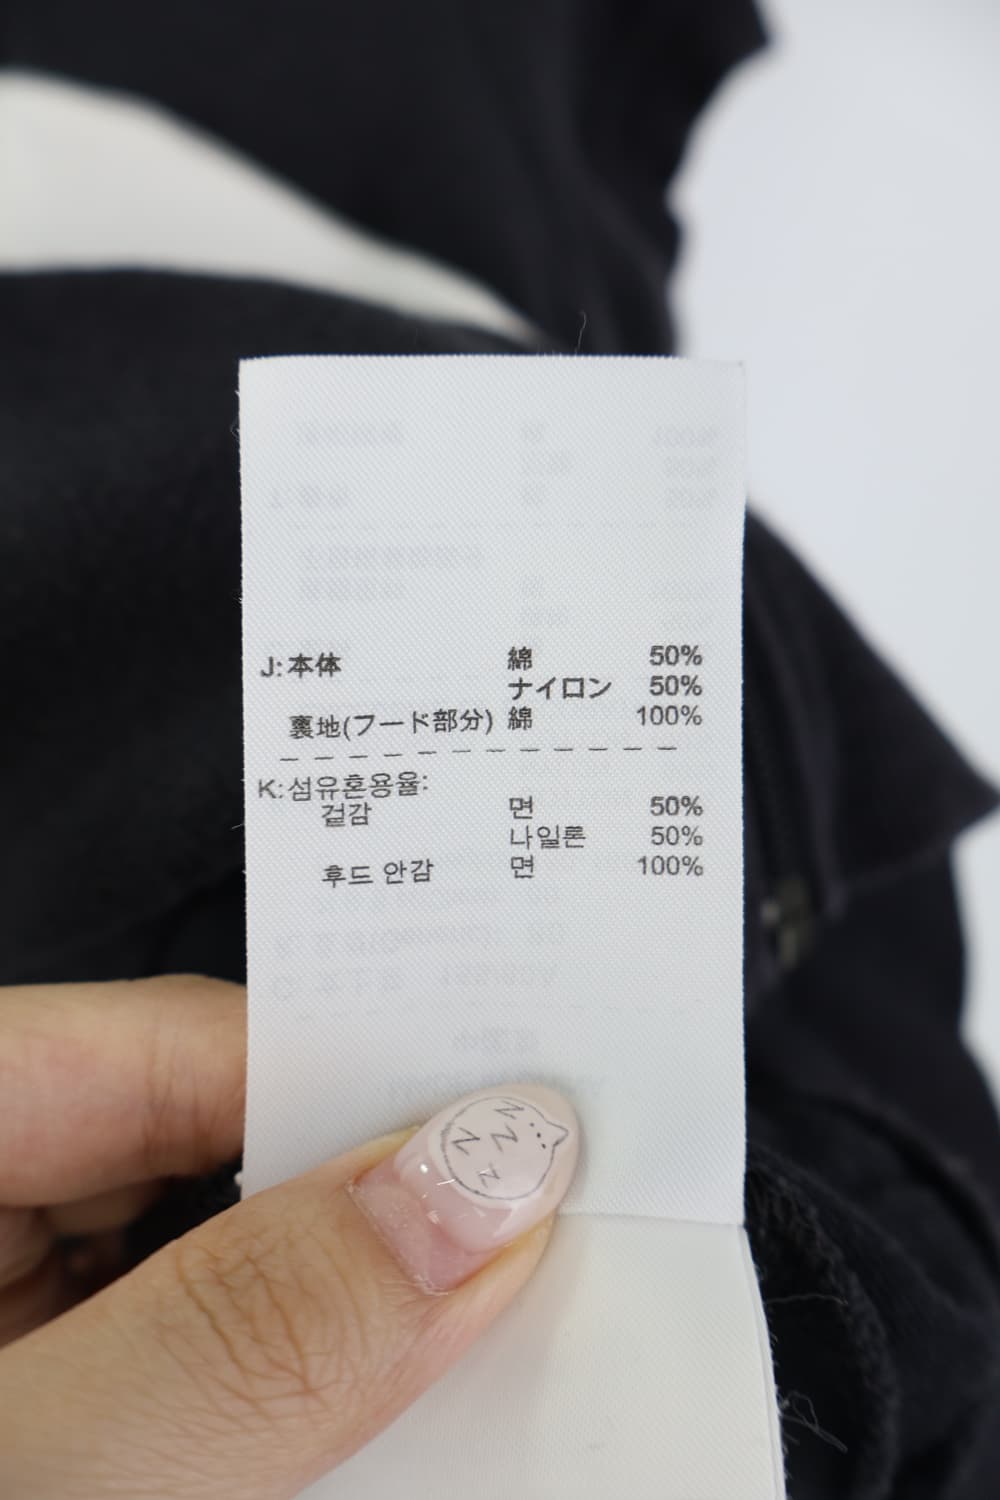 J: 本体 綿 50%
ナイロン 50%
裏地(フード部分) 綿 100%
K: 섬유혼용율:
겉감 면 50%
나일론 50%
후드 안감 면 100%
Z Z Z Z